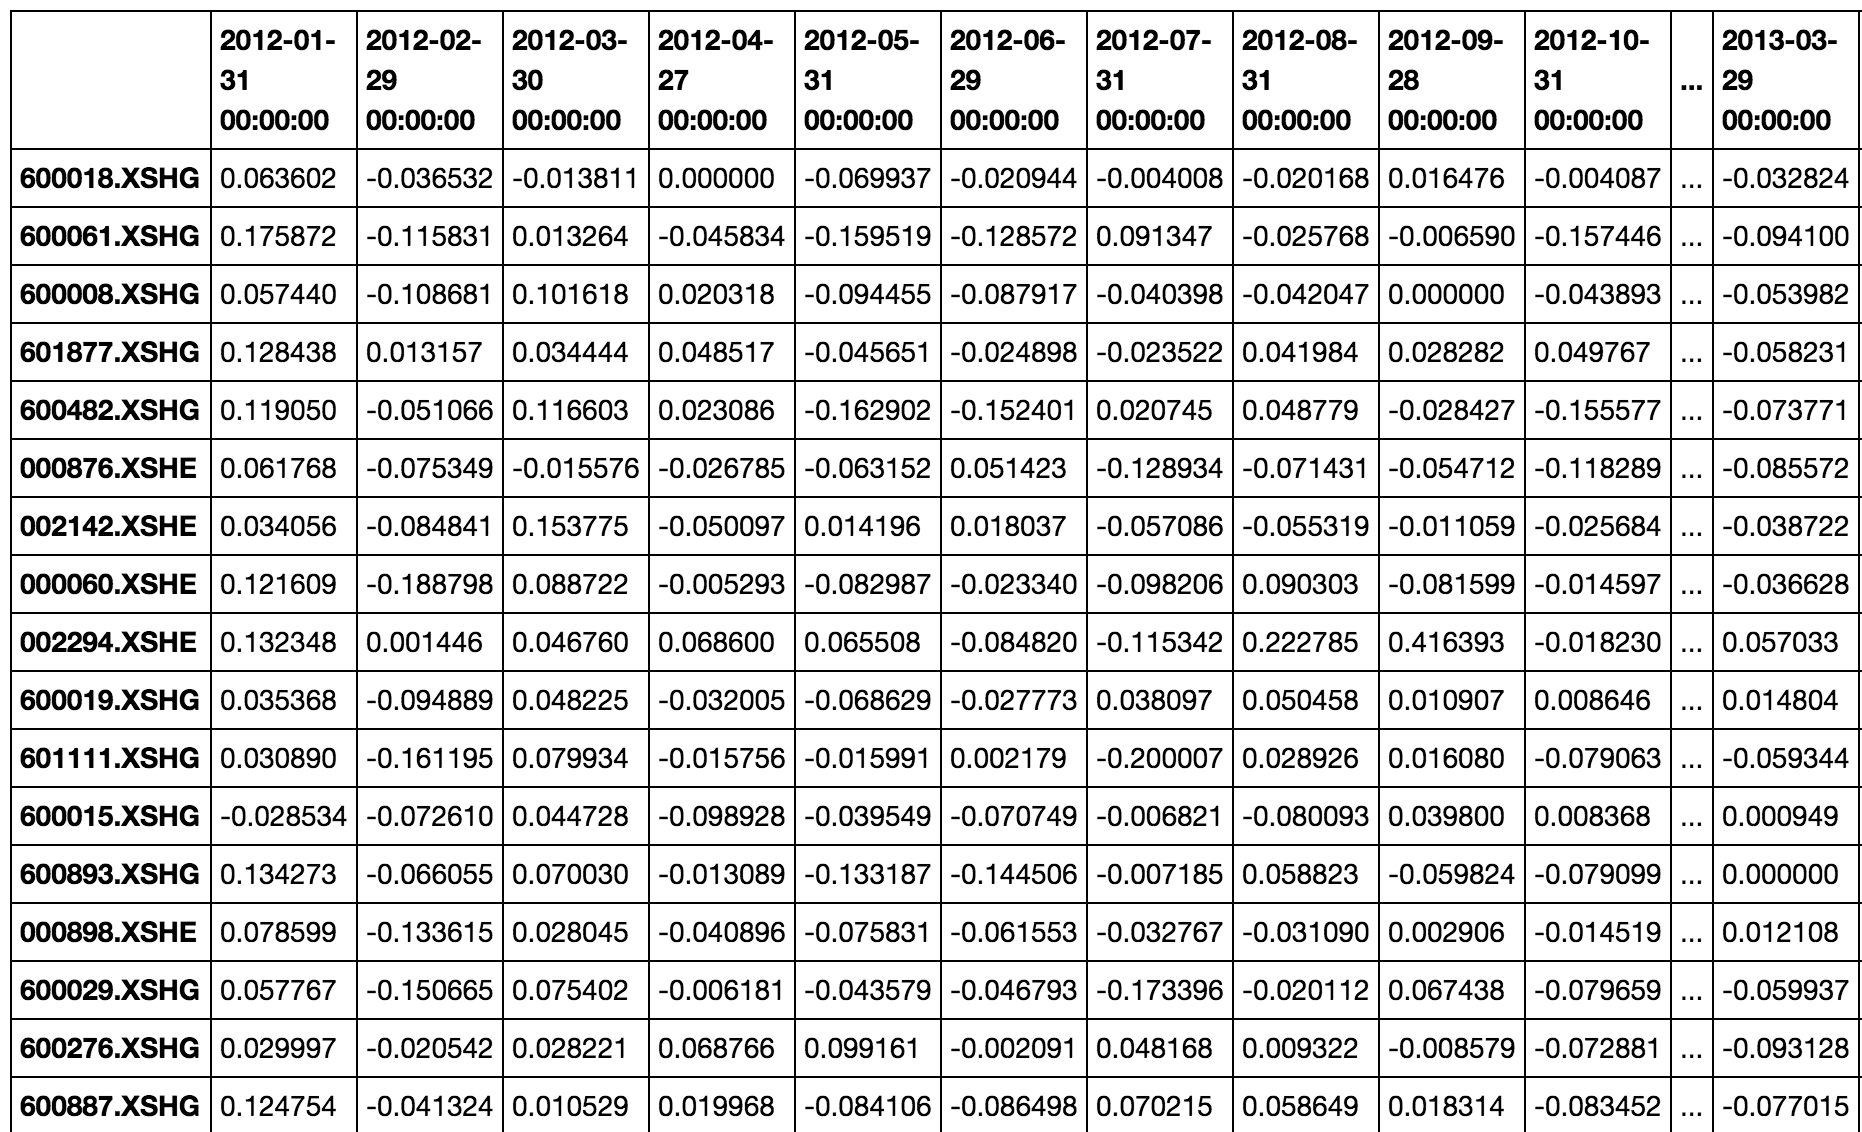 2012-01-31 00:00:00 2012-02-29 00:00:00 2012-03-30 00:00:00 2012-04-27 00:00:00 2012-05-31 00:00:00 2012-06-29 00:00:00 2012-07-31 00:00:00 2012-08-31 00:00:00 2012-09-28 00:00:00 2012-10-31 00:00:00 ... 2013-03-29 00:00:00
600018.XSHG 0.063602 -0.036532 -0.013811 0.000000 -0.069937 -0.020944 -0.004008 -0.020168 0.016476 -0.004087 ... -0.032824
600061.XSHG 0.175872 -0.115831 0.013264 -0.045834 -0.159519 -0.128572 0.091347 -0.025768 -0.006590 -0.157446 ... -0.094100
600008.XSHG 0.057440 -0.108681 0.101618 0.020318 -0.094455 -0.087917 -0.040398 -0.042047 0.000000 -0.043893 ... -0.053982
601877.XSHG 0.128438 0.013157 0.034444 0.048517 -0.045651 -0.024898 -0.023522 0.041984 0.028282 0.049767 ... -0.058231
600482.XSHG 0.119050 -0.051066 0.116603 0.023086 -0.162902 -0.152401 0.020745 0.048779 -0.028427 -0.155577 ... -0.073771
000876.XSHE 0.061768 -0.075349 -0.015576 -0.026785 -0.063152 0.051423 -0.128934 -0.071431 -0.054712 -0.118289 ... -0.085572
002142.XSHE 0.034056 -0.084841 0.153775 -0.050097 0.014196 0.018037 -0.057086 -0.055319 -0.011059 -0.025684 ... -0.038722
000060.XSHE 0.121609 -0.188798 0.088722 -0.005293 -0.082987 -0.023340 -0.098206 0.090303 -0.081599 -0.014597 ... -0.036628
002294.XSHE 0.132348 0.001446 0.046760 0.068600 0.065508 -0.084820 -0.115342 0.222785 0.416393 -0.018230 ... 0.057033
600019.XSHG 0.035368 -0.094889 0.048225 -0.032005 -0.068629 -0.027773 0.038097 0.050458 0.010907 0.008646 ... 0.014804
601111.XSHG 0.030890 -0.161195 0.079934 -0.015756 -0.015991 0.002179 -0.200007 0.028926 0.016080 -0.079063 ... -0.059344
600015.XSHG -0.028534 -0.072610 0.044728 -0.098928 -0.039549 -0.070749 -0.006821 -0.080093 0.039800 0.008368 ... 0.000949
600893.XSHG 0.134273 -0.066055 0.070030 -0.013089 -0.133187 -0.144506 -0.007185 0.058823 -0.059824 -0.079099 ... 0.000000
000898.XSHE 0.078599 -0.133615 0.028045 -0.040896 -0.075831 -0.061553 -0.032767 -0.031090 0.002906 -0.014519 ... 0.012108
600029.XSHG 0.057767 -0.150665 0.075402 -0.006181 -0.043579 -0.046793 -0.173396 -0.020112 0.067438 -0.079659 ... -0.059937
600276.XSHG 0.029997 -0.020542 0.028221 0.068766 0.099161 -0.002091 0.048168 0.009322 -0.008579 -0.072881 ... -0.093128
600887.XSHG 0.124754 -0.041324 0.010529 0.019968 -0.084106 -0.086498 0.070215 0.058649 0.018314 -0.083452 ... -0.077015